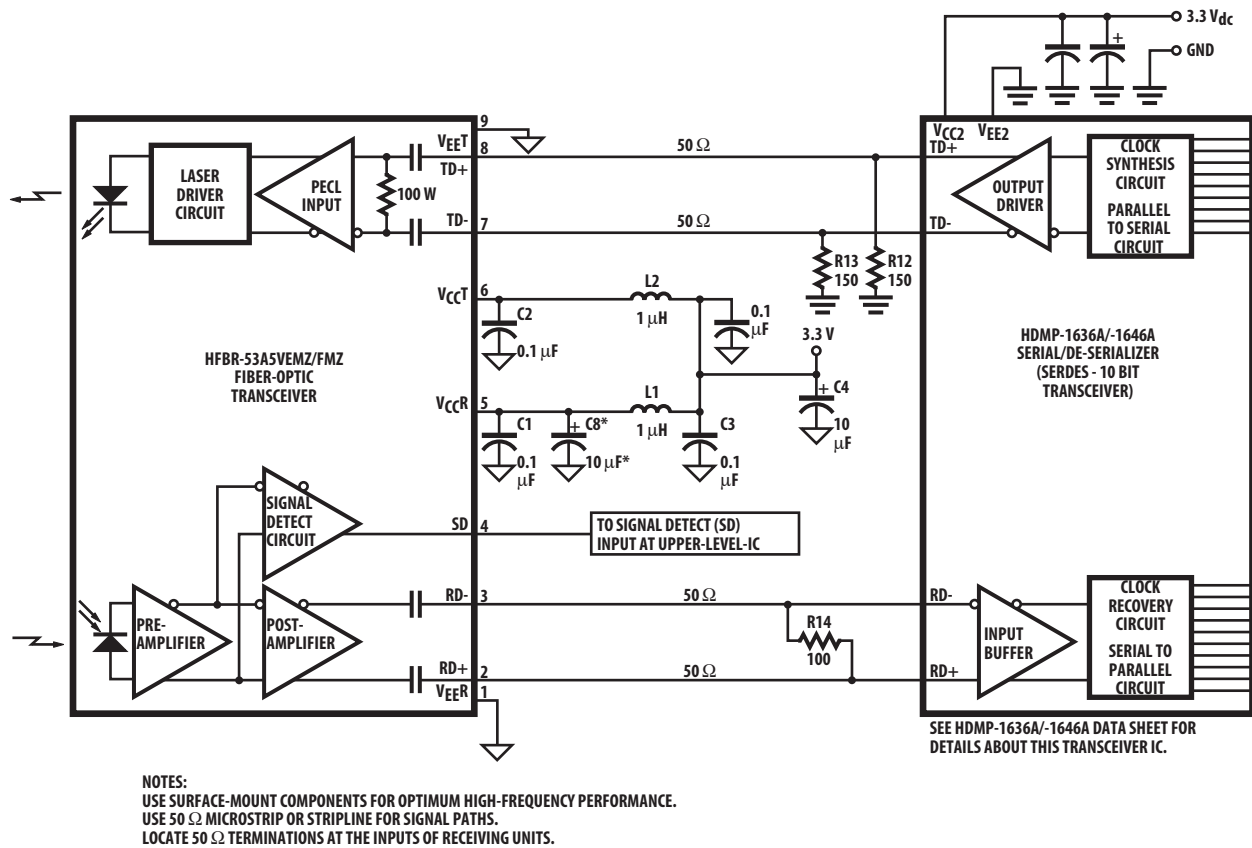 3.3 Vdc
+
GND
9
VEET
8
TD+
50 Ω
VCC2
VEE2
TD+
LASER
DRIVER
CIRCUIT
PECL
INPUT
100 W
OUTPUT
DRIVER
CLOCK
SYNTHESIS
CIRCUIT
PARALLEL
TO SERIAL
CIRCUIT
TD-
7
50 Ω
TD-
R13
150
R12
150
VCCT
6
C2
0.1 μF
L2
1 μH
0.1
μF
3.3 V
HFBR-53A5VEMZ/FMZ
FIBER-OPTIC
TRANSCEIVER
HDMP-1636A/-1646A
SERIAL/DE-SERIALIZER
(SERDES - 10 BIT
TRANSCEIVER)
VCCR
5
C1
0.1
μF
+ C8*
10 μF*
L1
1 μH
C3
0.1
μF
+ C4
10
μF
SIGNAL
DETECT
CIRCUIT
SD
4
TO SIGNAL DETECT (SD)
INPUT AT UPPER-LEVEL-IC
RD-
3
50 Ω
RD-
PRE-
AMPLIFIER
POST-
AMPLIFIER
R14
100
INPUT
BUFFER
CLOCK
RECOVERY
CIRCUIT
SERIAL TO
PARALLEL
CIRCUIT
RD+
2
50 Ω
RD+
VEER
1
SEE HDMP-1636A/-1646A DATA SHEET FOR
DETAILS ABOUT THIS TRANSCEIVER IC.
NOTES:
USE SURFACE-MOUNT COMPONENTS FOR OPTIMUM HIGH-FREQUENCY PERFORMANCE.
USE 50 Ω MICROSTRIP OR STRIPLINE FOR SIGNAL PATHS.
LOCATE 50 Ω TERMINATIONS AT THE INPUTS OF RECEIVING UNITS.